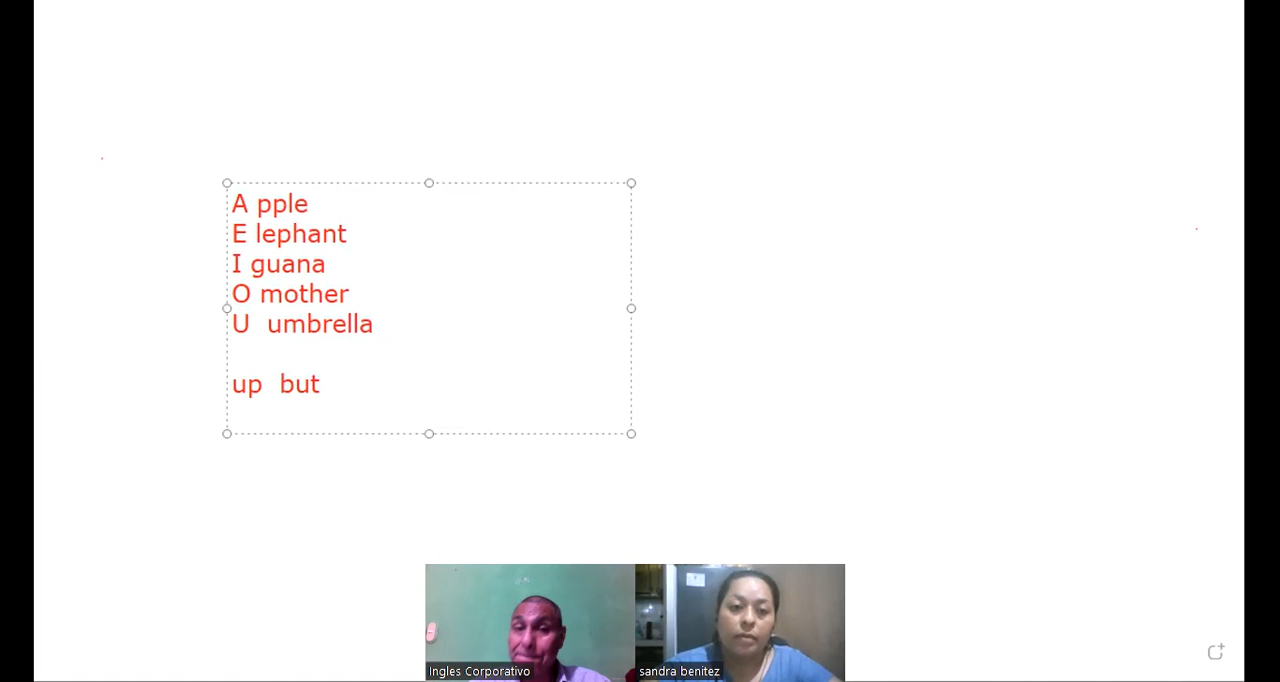 A pple
E lephant
I guana
O mother
U  umbrella
up  but
Ingles Corporativo
sandra benitez